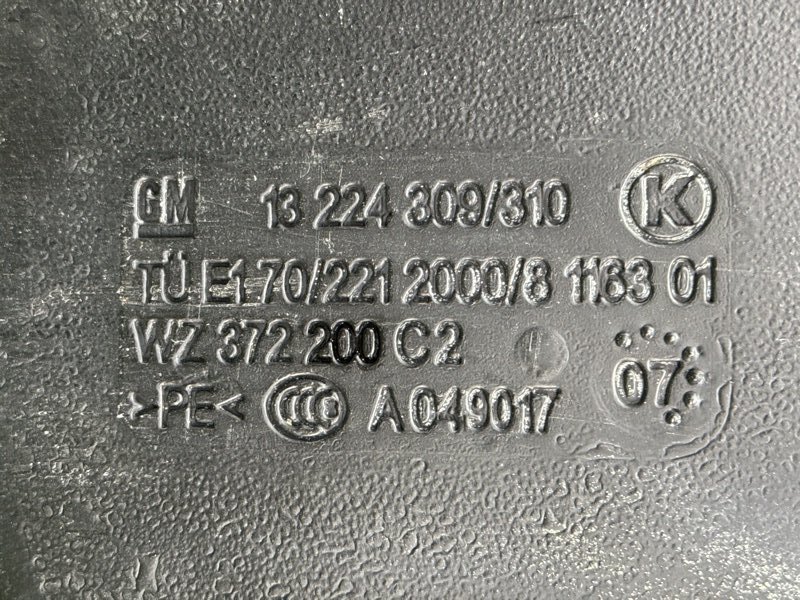 GM 13 224 309/310 K
TÜ E1 70/221 2000/8 1163 01
WZ 372 200 C2
07
>PE< CCC A049017